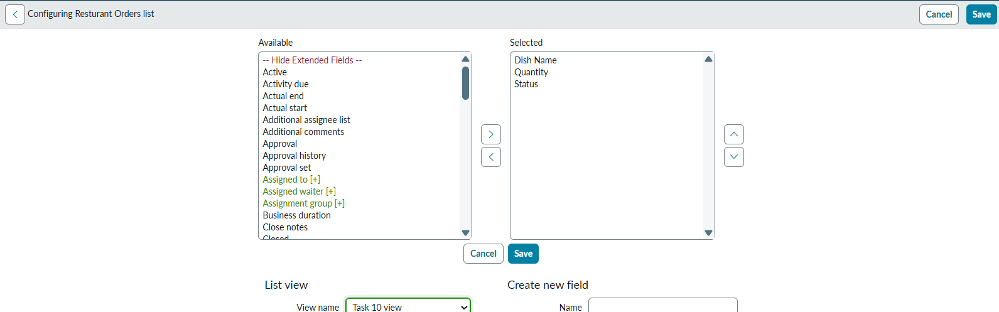 Configuring Resturant Orders list
Cancel
Save
Available
Selected
-- Hide Extended Fields --
Active
Activity due
Actual end
Actual start
Additional assignee list
Additional comments
Approval
Approval history
Approval set
Assigned to [+]
Assigned waiter [+]
Assignment group [+]
Business duration
Close notes
Closed
Dish Name
Quantity
Status
Cancel
Save
List view
Create new field
View name
Task 10 view
Name